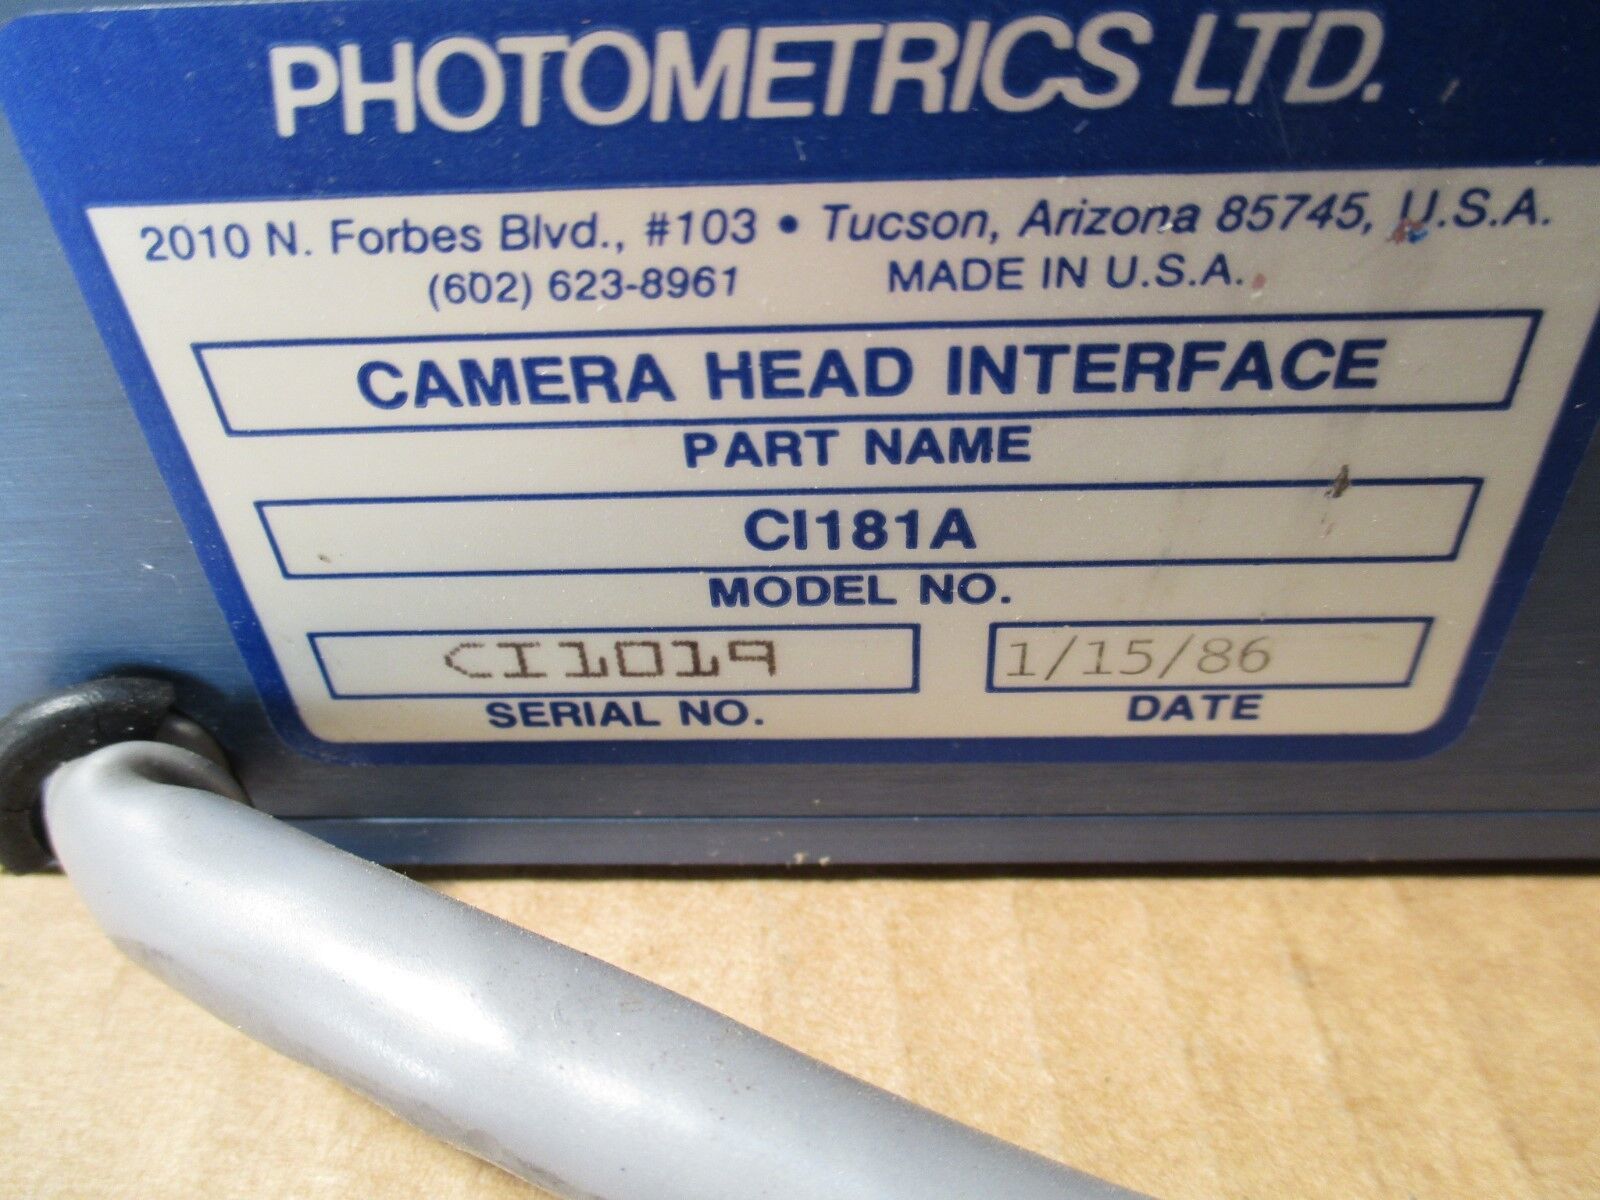 PHOTOMETRICS LTD.
2010 N. Forbes Blvd., #103 • Tucson, Arizona 85745, U.S.A.
(602) 623-8961 MADE IN U.S.A.
CAMERA HEAD INTERFACE
PART NAME
CI181A
MODEL NO.
CI1019 1/15/86
SERIAL NO. DATE